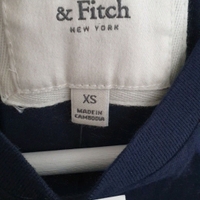 & Fitch
NEW YORK
XS
MADE IN
CAMBODIA